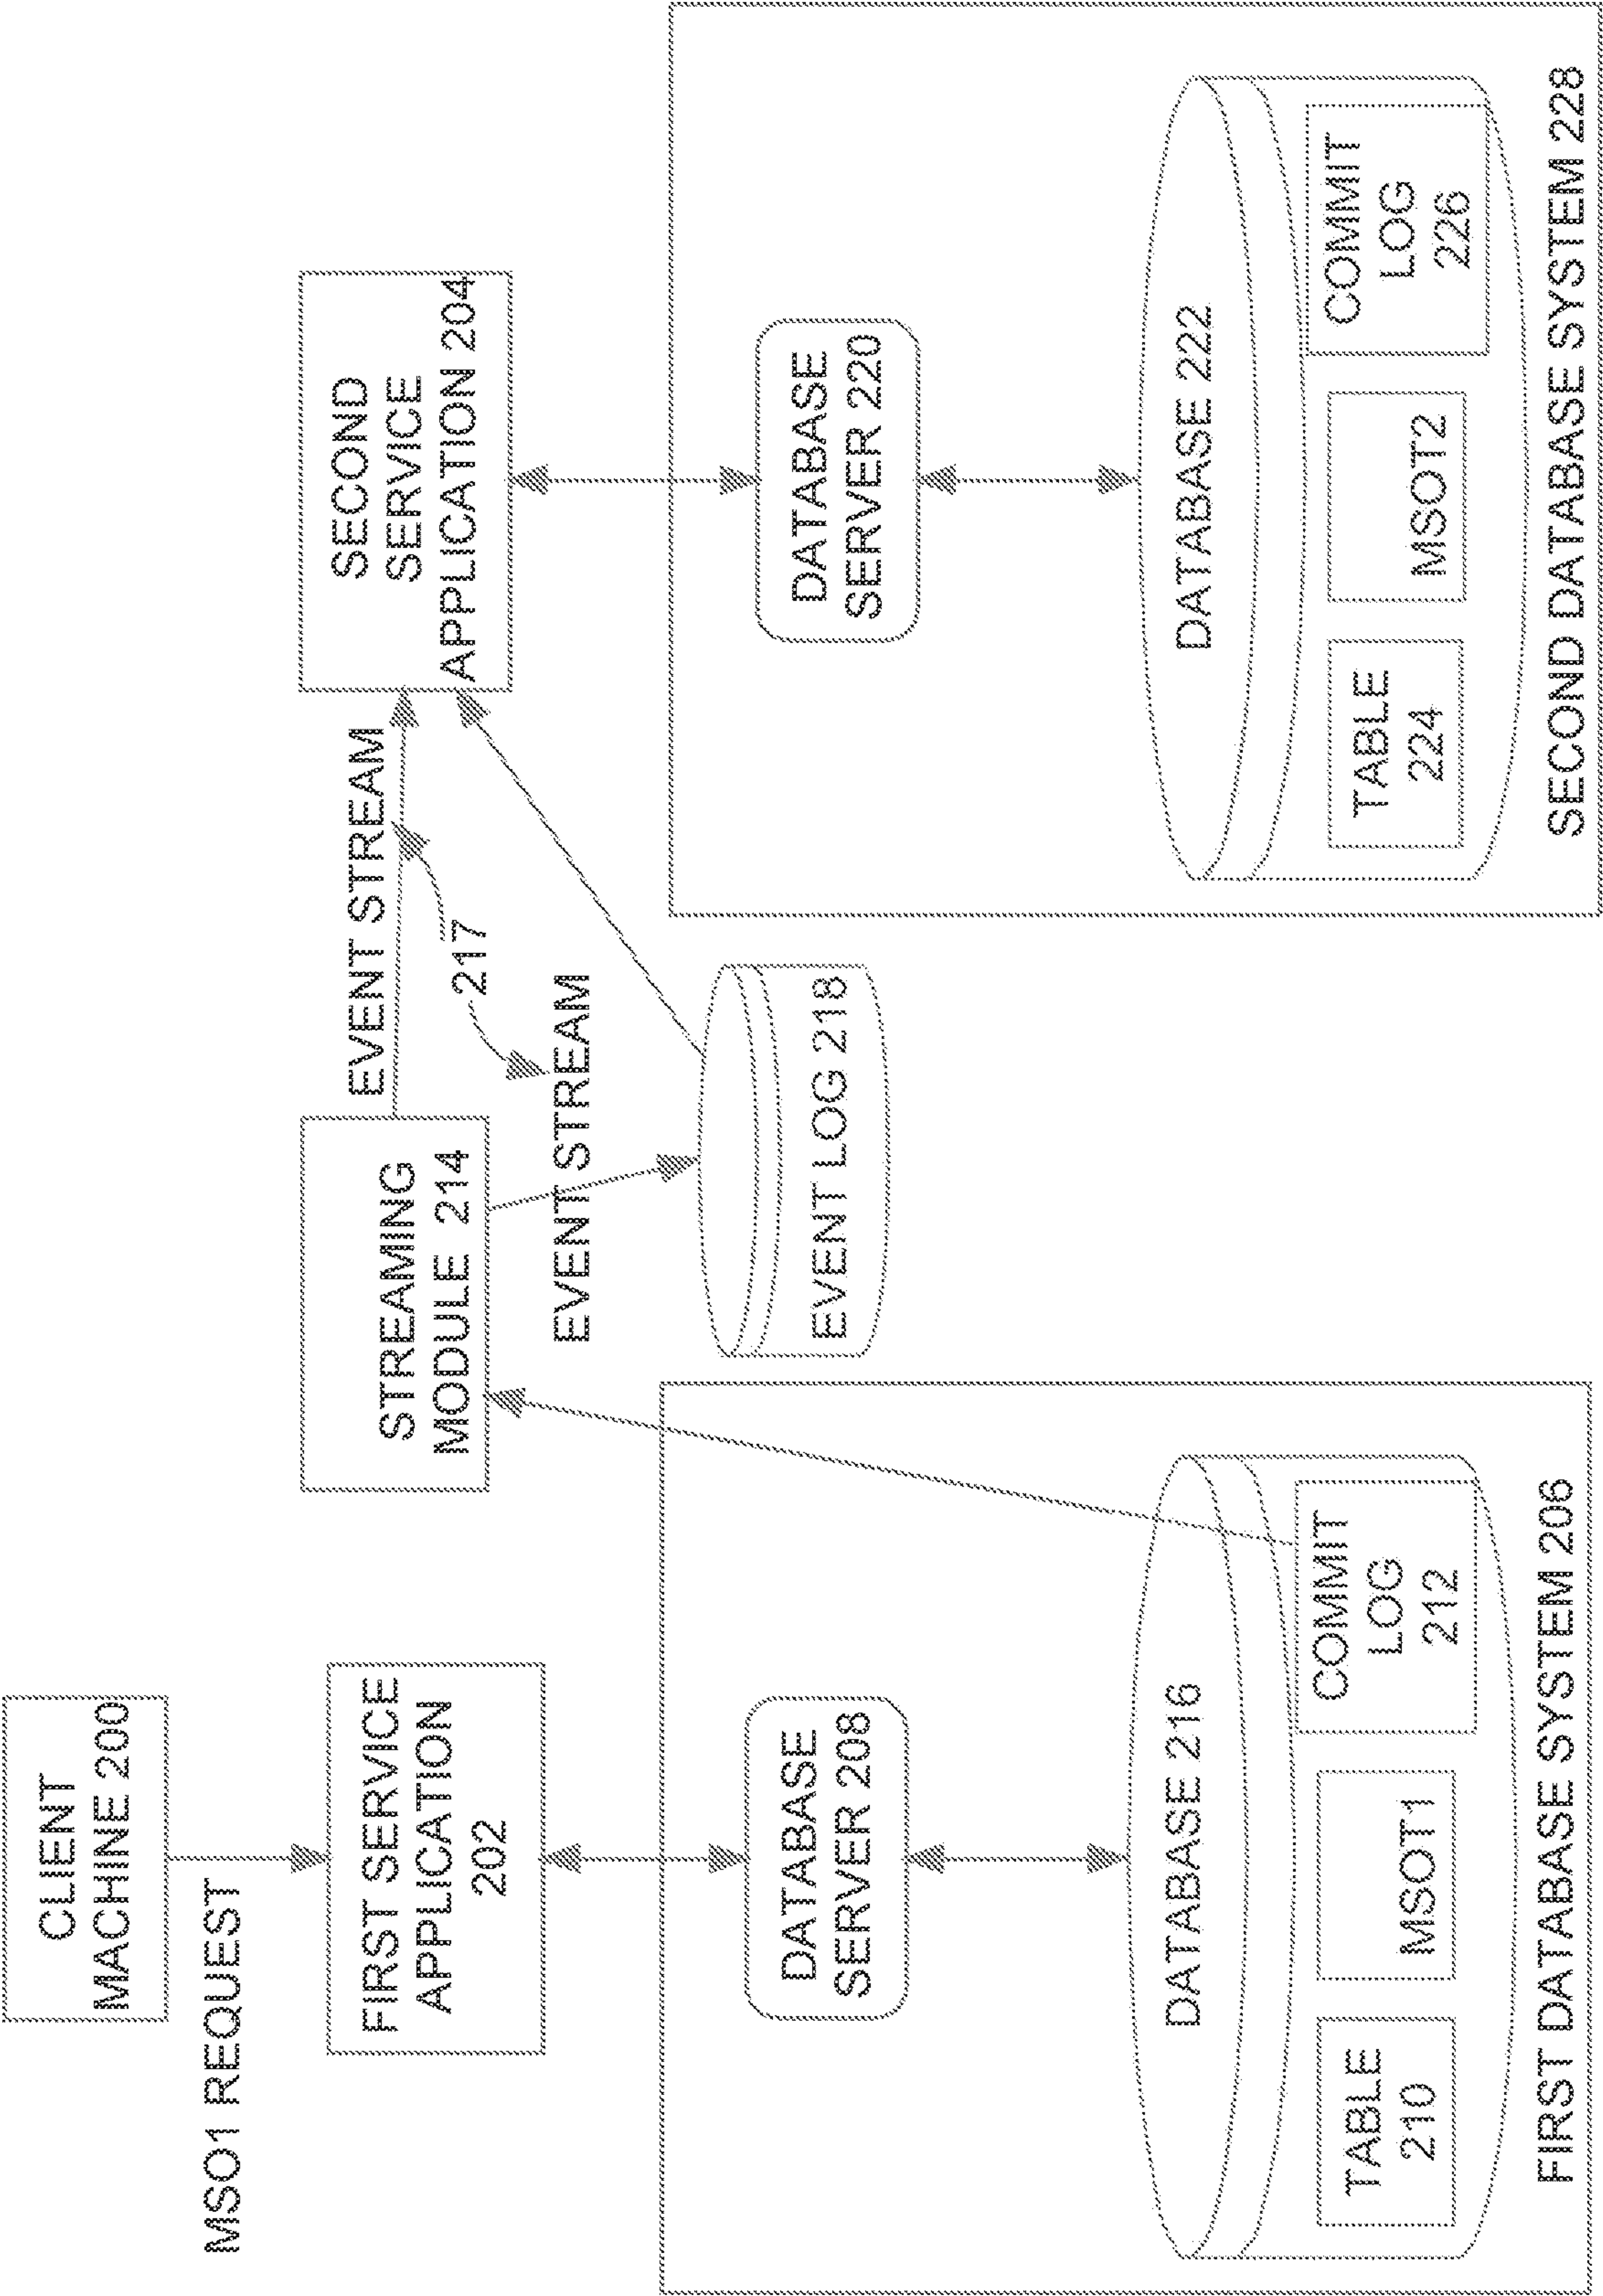 CLIENT
MACHINE 200
MSO1 REQUEST
FIRST SERVICE
APPLICATION
202
DATABASE
SERVER 208
DATABASE 216
TABLE
210
MSOT1
COMMIT
LOG
212
FIRST DATABASE SYSTEM 206
STREAMING
MODULE 214
EVENT STREAM
217
EVENT STREAM
EVENT LOG 218
SECOND
SERVICE
APPLICATION 204
DATABASE
SERVER 220
DATABASE 222
TABLE
224
MSOT2
COMMIT
LOG
226
SECOND DATABASE SYSTEM 228